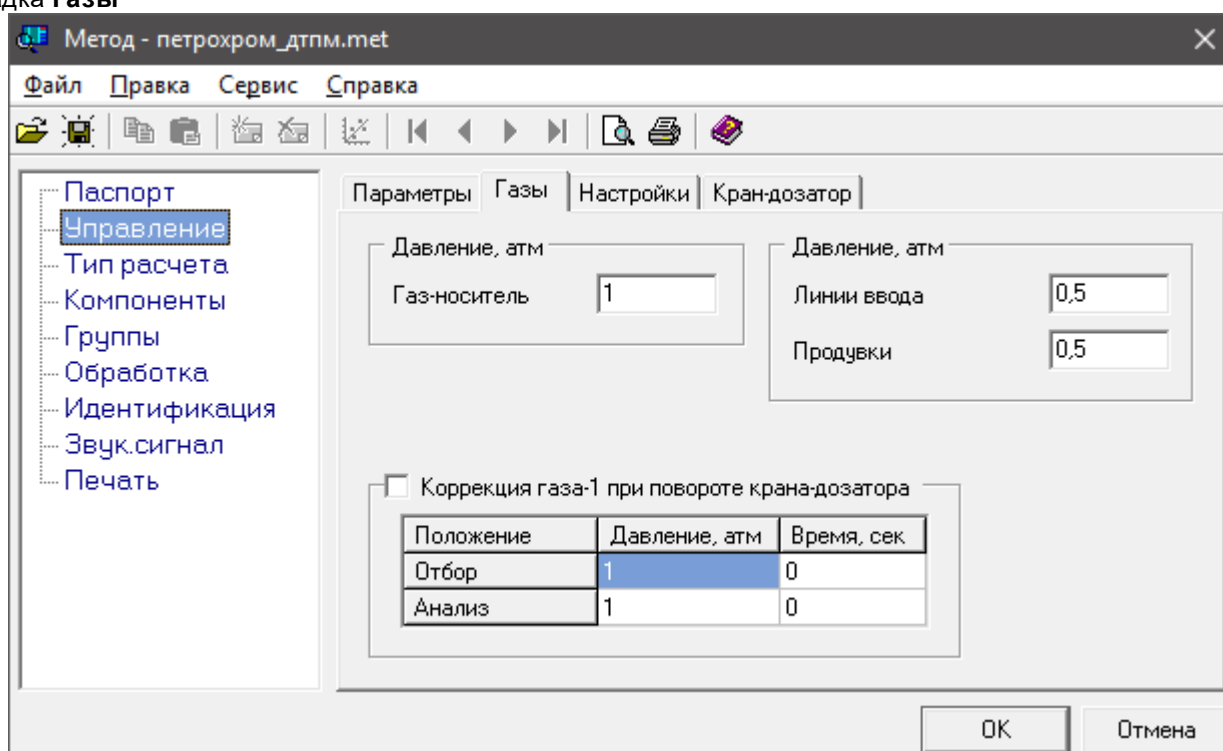 дка Газы
Метод - петрохром_дтпм.met
Файл Правка Сервис Справка
Паспорт
Управление
Тип расчета
Компоненты
Группы
Обработка
Идентификация
Звук.сигнал
Печать
Параметры Газы Настройки Кран-дозатор
Давление, атм
Газ-носитель 1
Давление, атм
Линии ввода 0,5
Продувки 0,5
Коррекция газа-1 при повороте крана-дозатора
Положение Давление, атм Время, сек
Отбор 1 0
Анализ 1 0
OK Отмена